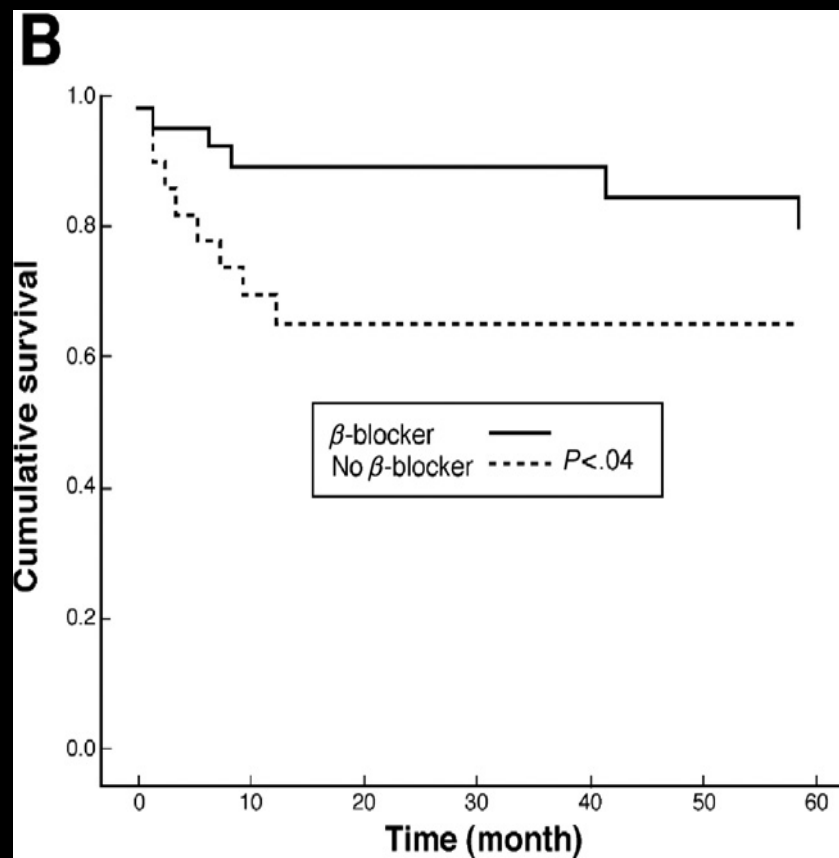 B
1.0
0.8
0.6
0.4
0.2
0.0
Cumulative survival
β-blocker
No β-blocker P<.04
0 10 20 30 40 50 60
Time (month)